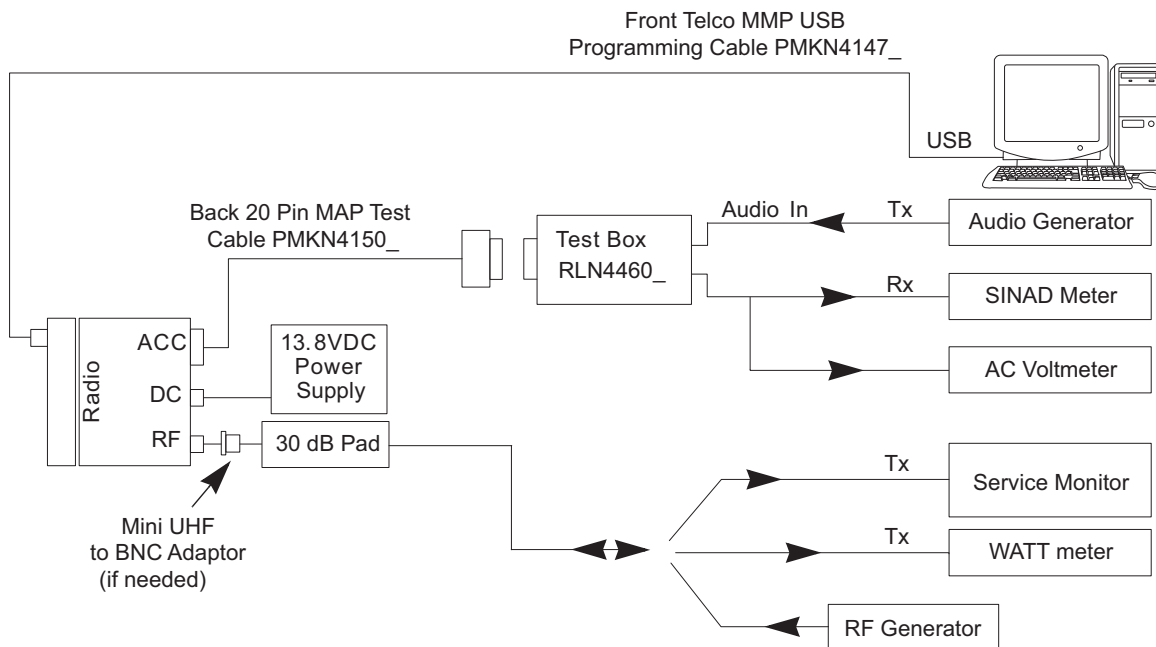 Front Telco MMP USB
Programming Cable PMKN4147_
USB
Back 20 Pin MAP Test
Cable PMKN4150_
Test Box
RLN4460_
Audio In
Tx
Audio Generator
Rx
SINAD Meter
AC Voltmeter
Radio
ACC
DC
RF
13.8VDC
Power
Supply
30 dB Pad
Mini UHF
to BNC Adaptor
(if needed)
Tx
Service Monitor
Tx
WATT meter
RF Generator